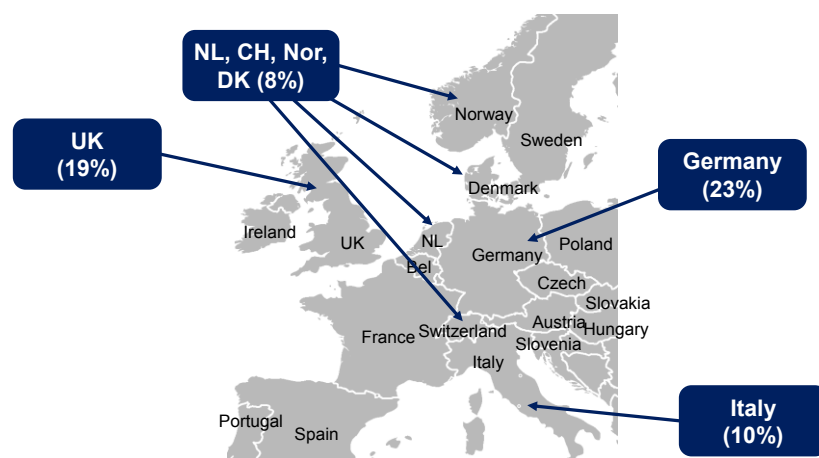 NL, CH, Nor,
DK (8%)
UK
(19%)
Germany
(23%)
Norway
Sweden
Denmark
Ireland
UK
NL
Germany
Poland
Bel
Czech
Slovakia
Austria
Hungary
France
Switzerland
Slovenia
Italy
Portugal
Spain
Italy
(10%)